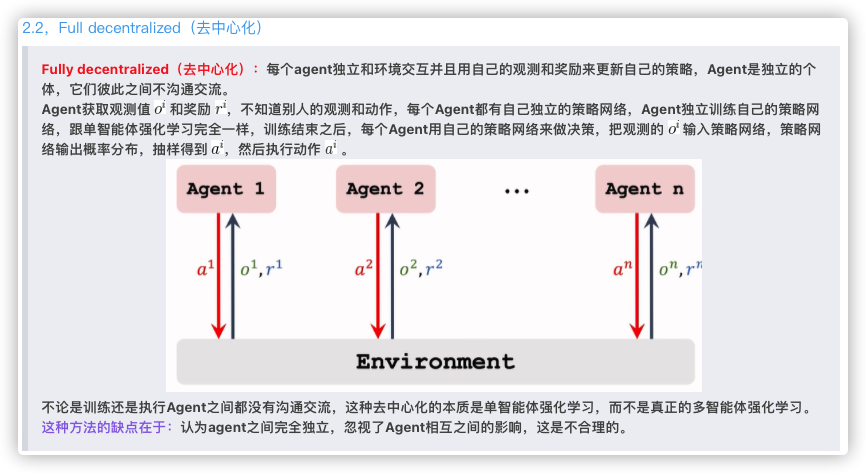 2.2，Full decentralized（去中心化）
Fully decentralized（去中心化）：每个agent独立和环境交互并且用自己的观测和奖励来更新自己的策略，Agent是独立的个
体，它们彼此之间不沟通交流。
Agent获取观测值 oⁱ 和奖励 rⁱ，不知道别人的观测和动作，每个Agent都有自己独立的策略网络，Agent独立训练自己的策略网
络，跟单智能体强化学习完全一样，训练结束之后，每个Agent用自己的策略网络来做决策，把观测的 oⁱ 输入策略网络，策略网
络输出概率分布，抽样得到 aⁱ，然后执行动作 aⁱ 。
Agent 1 Agent 2 ... Agent n
a¹ o¹,r¹ a² o²,r² aⁿ oⁿ,rⁿ
Environment
不论是训练还是执行Agent之间都没有沟通交流，这种去中心化的本质是单智能体强化学习，而不是真正的多智能体强化学习。
这种方法的缺点在于：认为agent之间完全独立，忽视了Agent相互之间的影响，这是不合理的。